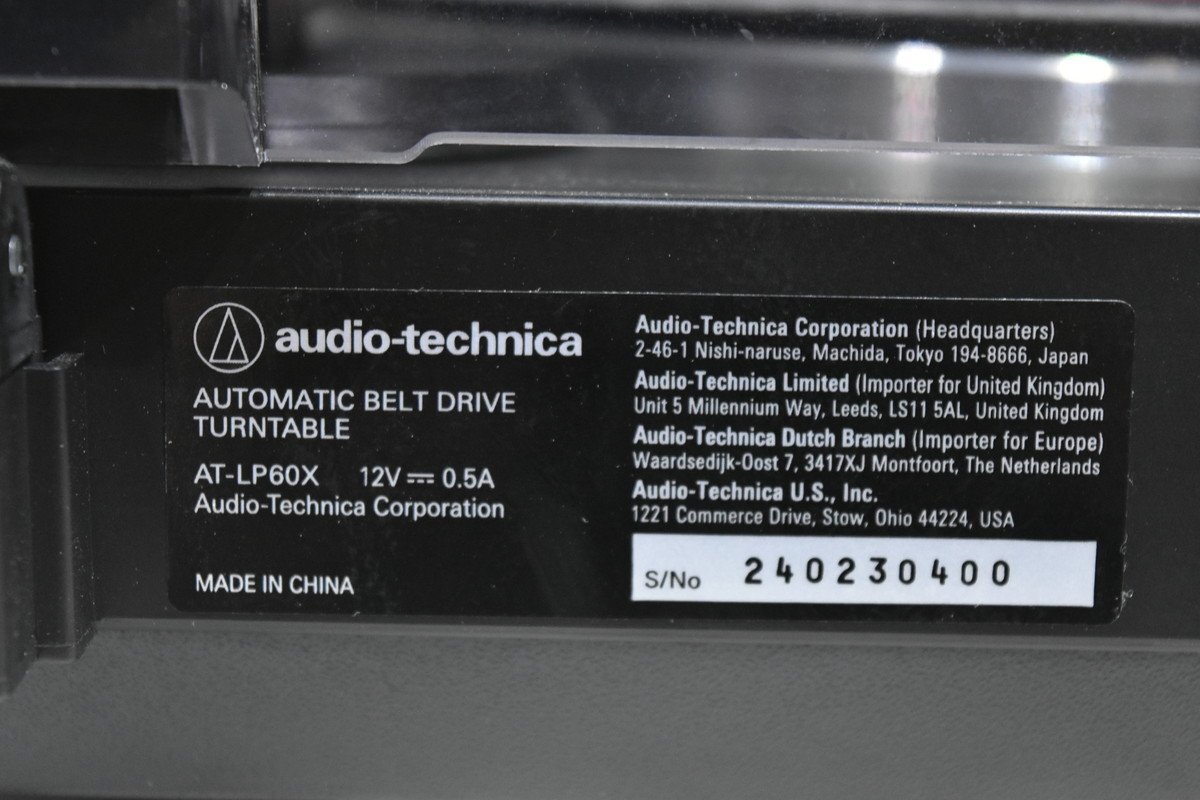 audio-technica
AUTOMATIC BELT DRIVE
TURNTABLE
AT-LP60X 12V ⎓ 0.5A
Audio-Technica Corporation
MADE IN CHINA
Audio-Technica Corporation (Headquarters)
2-46-1 Nishi-naruse, Machida, Tokyo 194-8666, Japan
Audio-Technica Limited (Importer for United Kingdom)
Unit 5 Millennium Way, Leeds, LS11 5AL, United Kingdom
Audio-Technica Dutch Branch (Importer for Europe)
Waardsedijk-Oost 7, 3417XJ Montfoort, The Netherlands
Audio-Technica U.S., Inc.
1221 Commerce Drive, Stow, Ohio 44224, USA
S/No 240230400